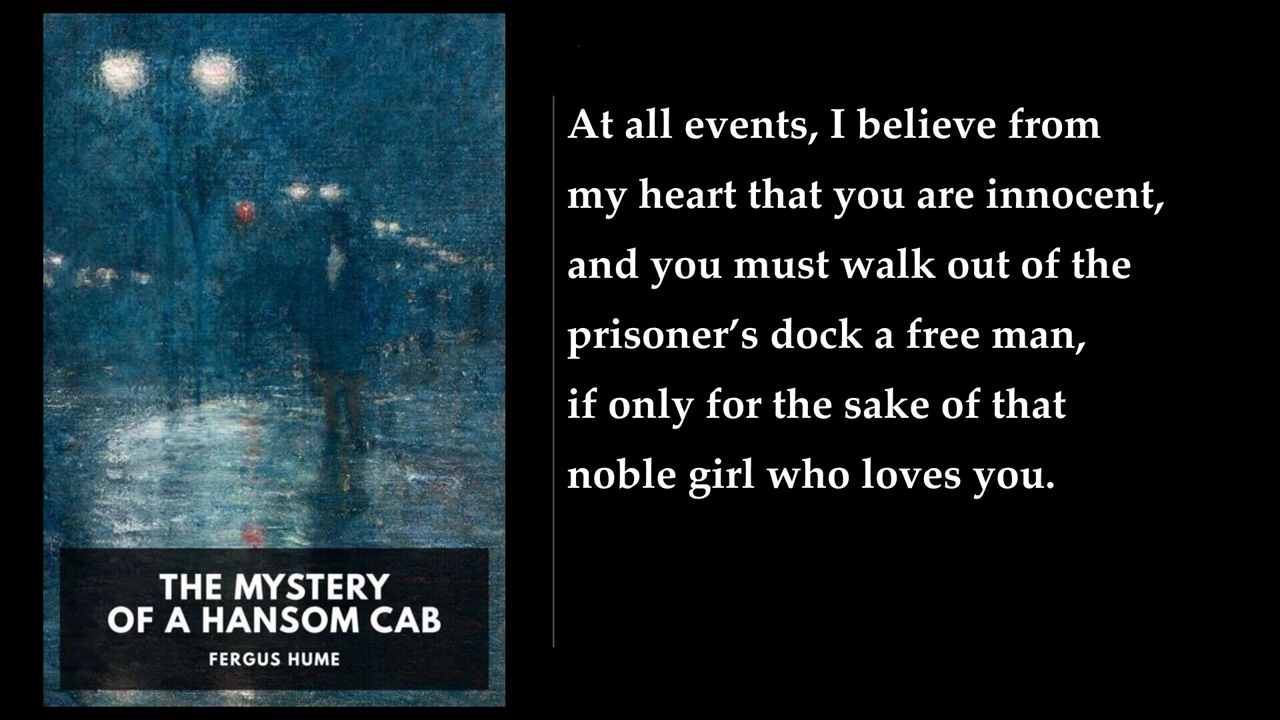 THE MYSTERY
OF A HANSOM CAB
FERGUS HUME
At all events, I believe from
my heart that you are innocent,
and you must walk out of the
prisoner’s dock a free man,
if only for the sake of that
noble girl who loves you.